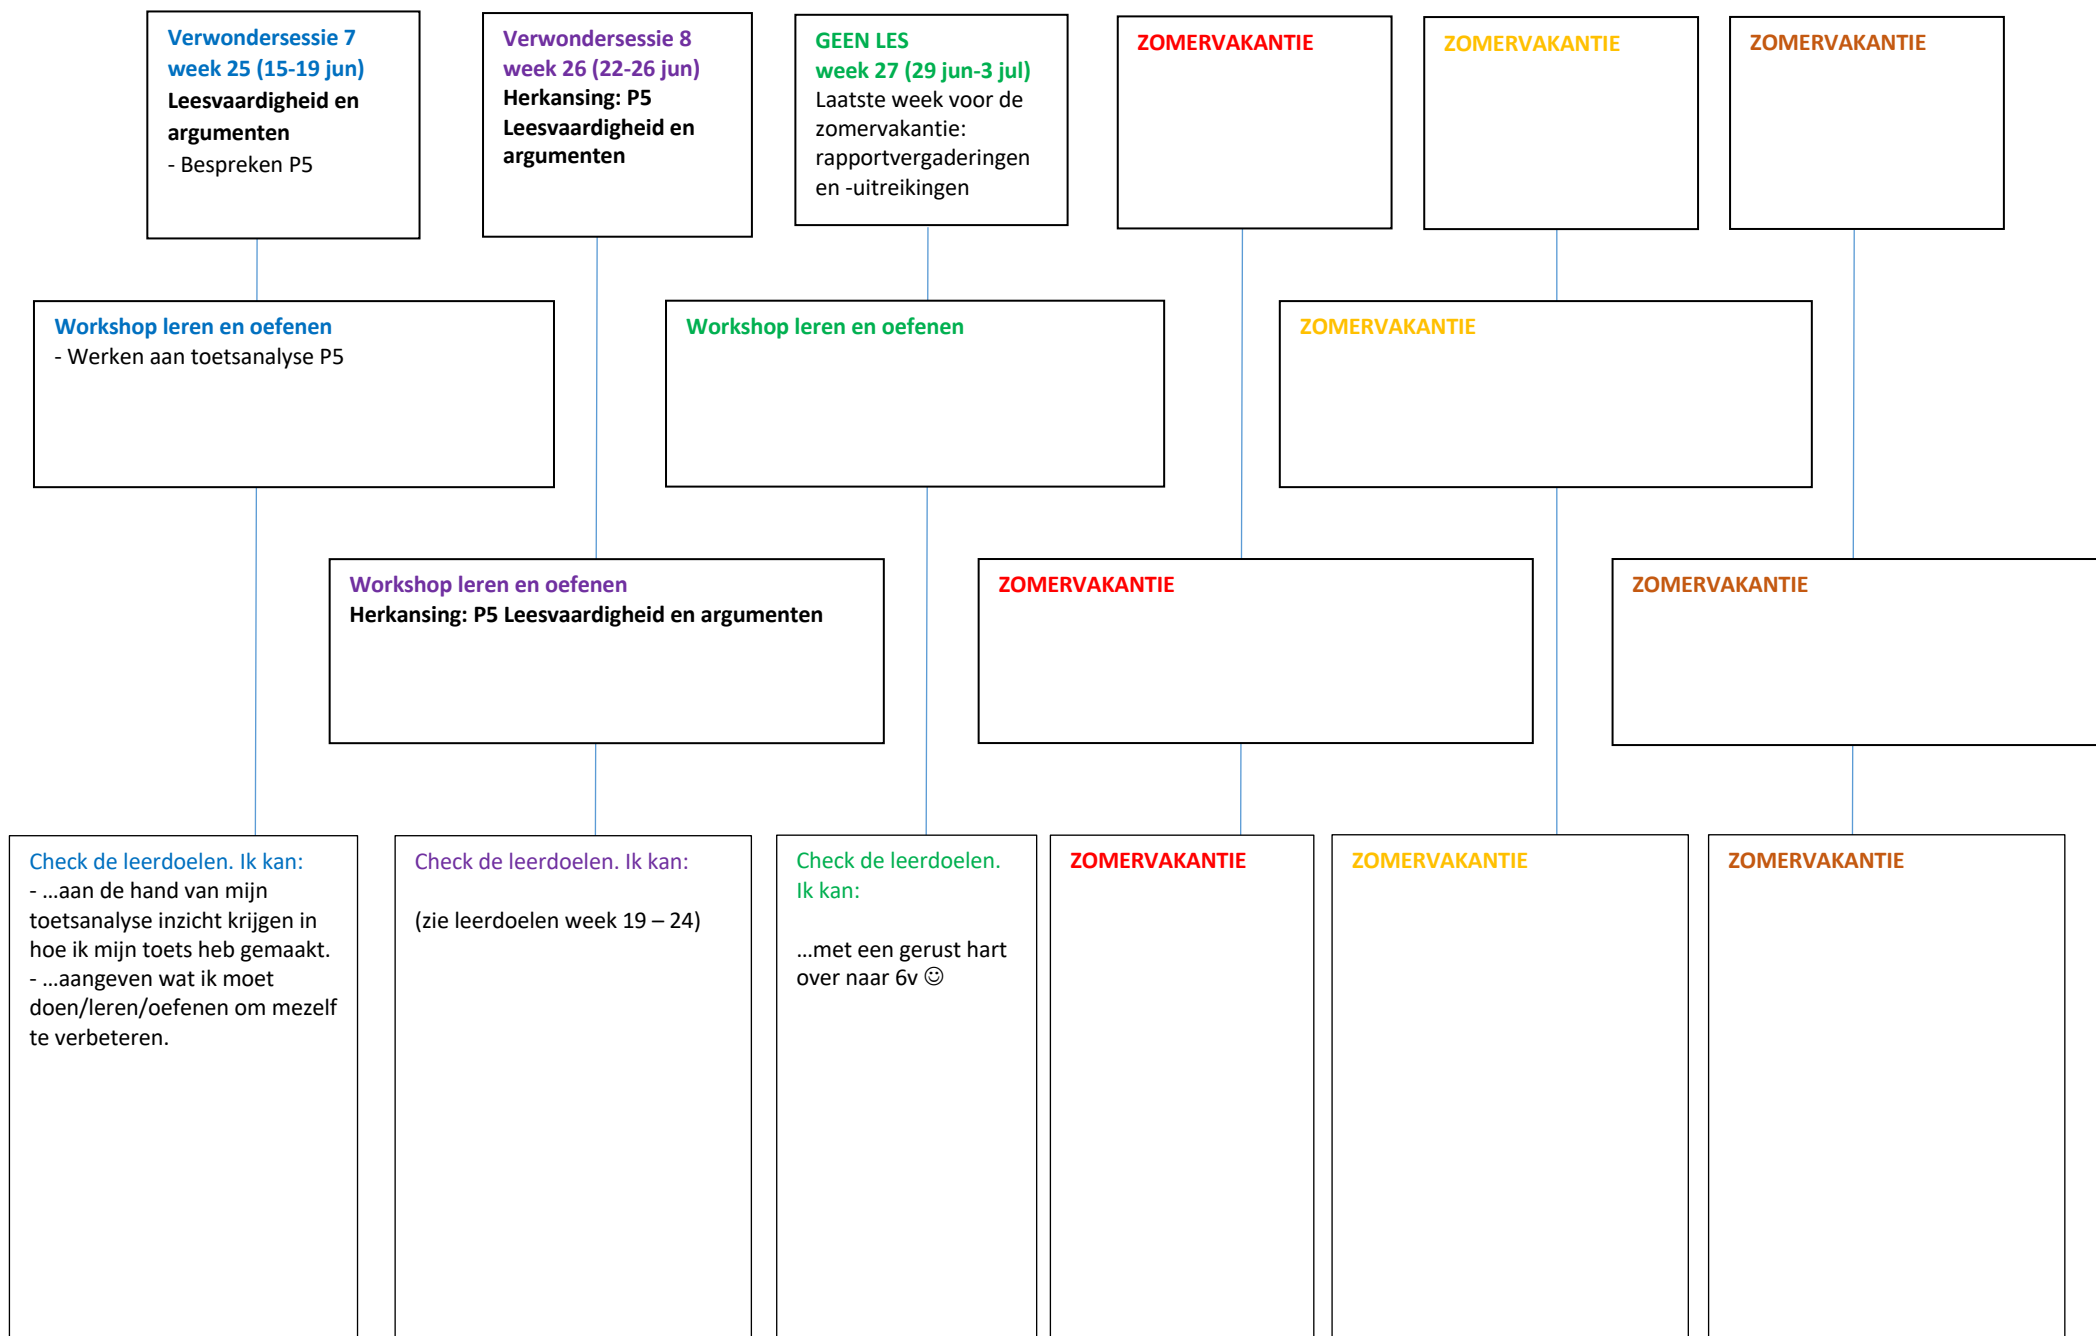 Verwondersessie 7
week 25 (15-19 jun)
Leesvaardigheid en
argumenten
- Bespreken P5
Verwondersessie 8
week 26 (22-26 jun)
Herkansing: P5
Leesvaardigheid en
argumenten
GEEN LES
week 27 (29 jun-3 jul)
Laatste week voor de
zomervakantie:
rapportvergaderingen
en -uitreikingen
ZOMERVAKANTIE
ZOMERVAKANTIE
ZOMERVAKANTIE
Workshop leren en oefenen
- Werken aan toetsanalyse P5
Workshop leren en oefenen
ZOMERVAKANTIE
Workshop leren en oefenen
Herkansing: P5 Leesvaardigheid en argumenten
ZOMERVAKANTIE
ZOMERVAKANTIE
Check de leerdoelen. Ik kan:
- ...aan de hand van mijn
toetsanalyse inzicht krijgen in
hoe ik mijn toets heb gemaakt.
- ...aangeven wat ik moet
doen/leren/oefenen om mezelf
te verbeteren.
Check de leerdoelen. Ik kan:
(zie leerdoelen week 19 – 24)
Check de leerdoelen.
Ik kan:
...met een gerust hart
over naar 6v ☺
ZOMERVAKANTIE
ZOMERVAKANTIE
ZOMERVAKANTIE